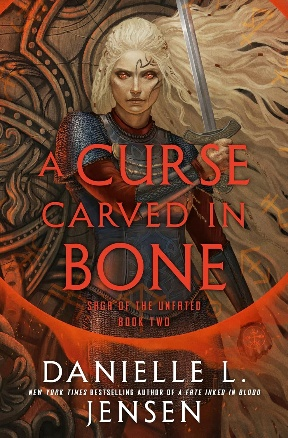 A CURSE
CARVED IN
BONE
SAGA OF THE UNFATED
BOOK TWO
DANIELLE L.
NEW YORK TIMES BESTSELLING AUTHOR OF A FATE INKED IN BLOOD
JENSEN